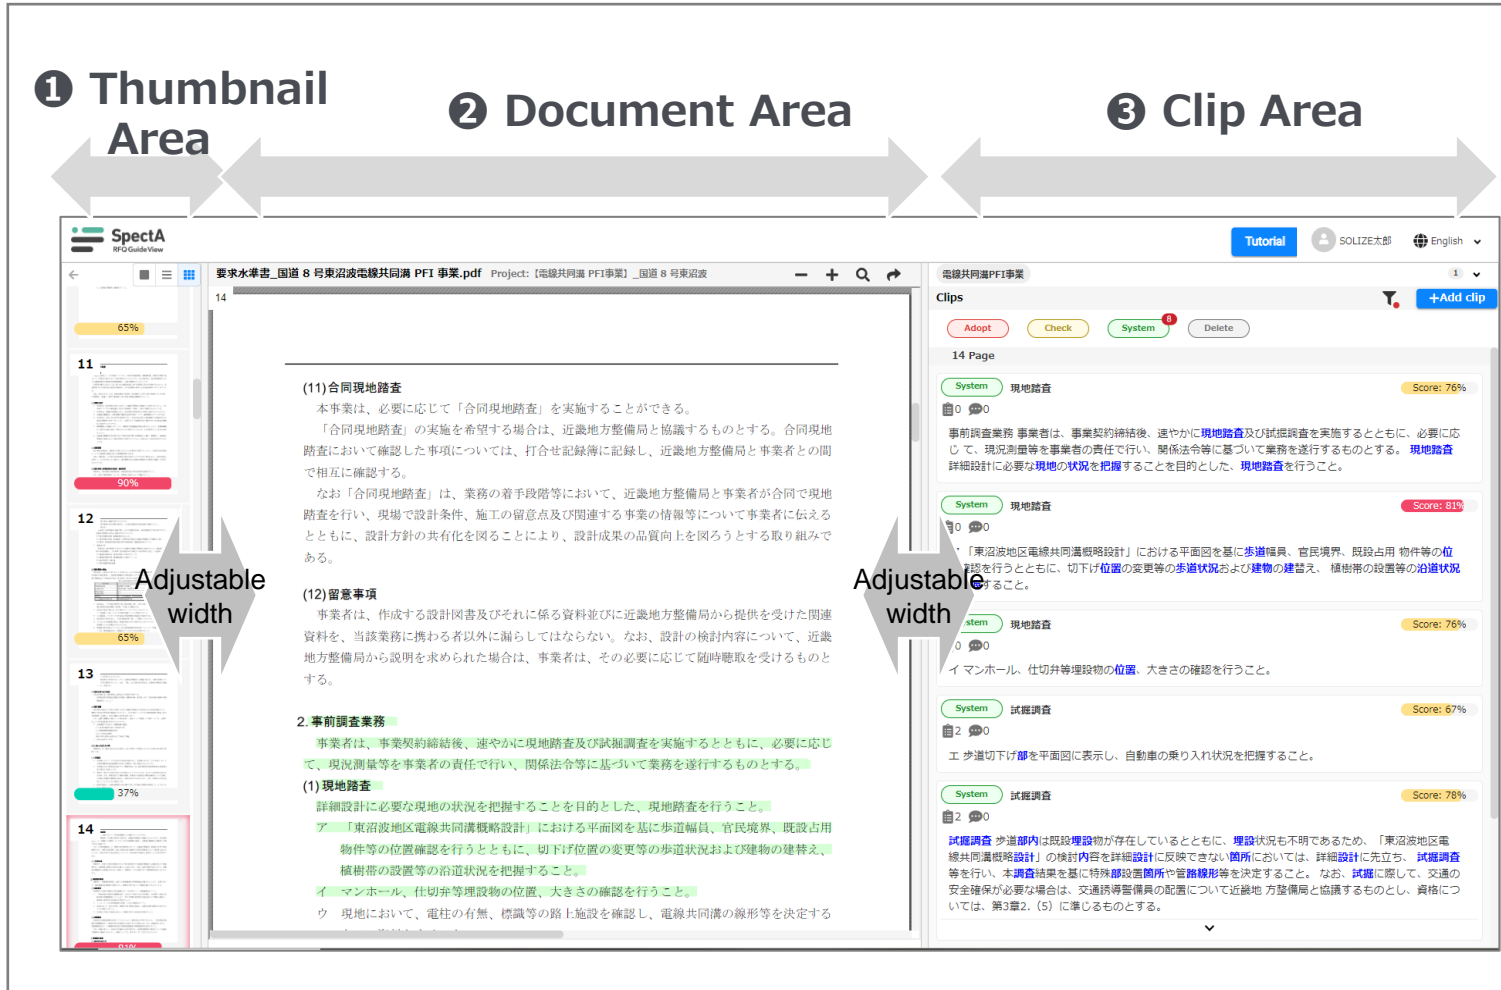 ❶ Thumbnail
Area
❷ Document Area
❸ Clip Area
SpectA
RFQ Guide View
Tutorial
SOLIZE太郎
English
要求水準書_国道 8 号東沼波電線共同溝 PFI 事業.pdf
Project:【電線共同溝 PFI事業】_国道 8 号東沼波
電線共同溝PFI事業
1
65%
11
90%
12
65%
13
37%
14
81%
Adjustable
width
14
(11)合同現地踏査
本事業は、必要に応じて「合同現地踏査」を実施することができる。
「合同現地踏査」の実施を希望する場合は、近畿地方整備局と協議するものとする。合同現地
踏査において確認した事項については、打合せ記録簿に記録し、近畿地方整備局と事業者との間
で相互に確認する。
なお「合同現地踏査」は、業務の着手段階等において、近畿地方整備局と事業者が合同で現地
踏査を行い、現場で設計条件、施工の留意点及び関連する事業の情報等について事業者に伝える
とともに、設計方針の共有化を図ることにより、設計成果の品質向上を図ろうとする取り組みで
ある。
(12)留意事項
事業者は、作成する設計図書及びそれに係る資料並びに近畿地方整備局から提供を受けた関連
資料を、当該業務に携わる者以外に漏らしてはならない。なお、設計の検討内容について、近畿
地方整備局から説明を求められた場合は、事業者は、その必要に応じて随時聴取を受けるものと
する。
2. 事前調査業務
事業者は、事業契約締結後、速やかに現地踏査及び試掘調査を実施するとともに、必要に応じ
て、現況測量等を事業者の責任で行い、関係法令等に基づいて業務を遂行するものとする。
(1) 現地踏査
詳細設計に必要な現地の状況を把握することを目的とした、現地踏査を行うこと。
ア 「東沼波地区電線共同溝概略設計」における平面図を基に歩道幅員、官民境界、既設占用
物件等の位置確認を行うとともに、切下げ位置の変更等の歩道状況および建物の建替え、
植樹帯の設置等の沿道状況を把握すること。
イ マンホール、仕切弁等埋設物の位置、大きさの確認を行うこと。
ウ 現地において、電柱の有無、標識等の路上施設を確認し、電線共同溝の線形等を決定する
Adjustable
width
Clips
+Add clip
Adopt
Check
System
8
Delete
14 Page
System 現地踏査 Score: 76%
0 0
事前調査業務 事業者は、事業契約締結後、速やかに現地踏査及び試掘調査を実施するとともに、必要に応
じ て、現況測量等を事業者の責任で行い、関係法令等に基づいて業務を遂行するものとする。 現地踏査
詳細設計に必要な現地の状況を把握することを目的とした、現地踏査を行うこと。
System 現地踏査 Score: 81%
0 0
「東沼波地区電線共同溝概略設計」における平面図を基に歩道幅員、官民境界、既設占用 物件等の位
認を行うとともに、切下げ位置の変更等の歩道状況および建物の建替え、 植樹帯の設置等の沿道状況
すること。
stem 現地踏査 Score: 76%
0 0
イ マンホール、仕切弁等埋設物の位置、大きさの確認を行うこと。
System 試掘調査 Score: 67%
2 0
エ 歩道切下げ部を平面図に表示し、自動車の乗り入れ状況を把握すること。
System 試掘調査 Score: 78%
2 0
試掘調査 歩道部内は既設埋設物が存在しているとともに、埋設状況も不明であるため、「東沼波地区電
線共同溝概略設計」の検討内容を詳細設計に反映できない箇所においては、詳細設計に先立ち、 試掘調査
等を行い、本調査結果を基に特殊部設置箇所や管路線形等を決定すること。 なお、試掘に際して、交通の
安全確保が必要な場合は、交通誘導警備員の配置について近畿地 方整備局と協議するものとし、資格につ
いては、第3章2.（5）に準じるものとする。